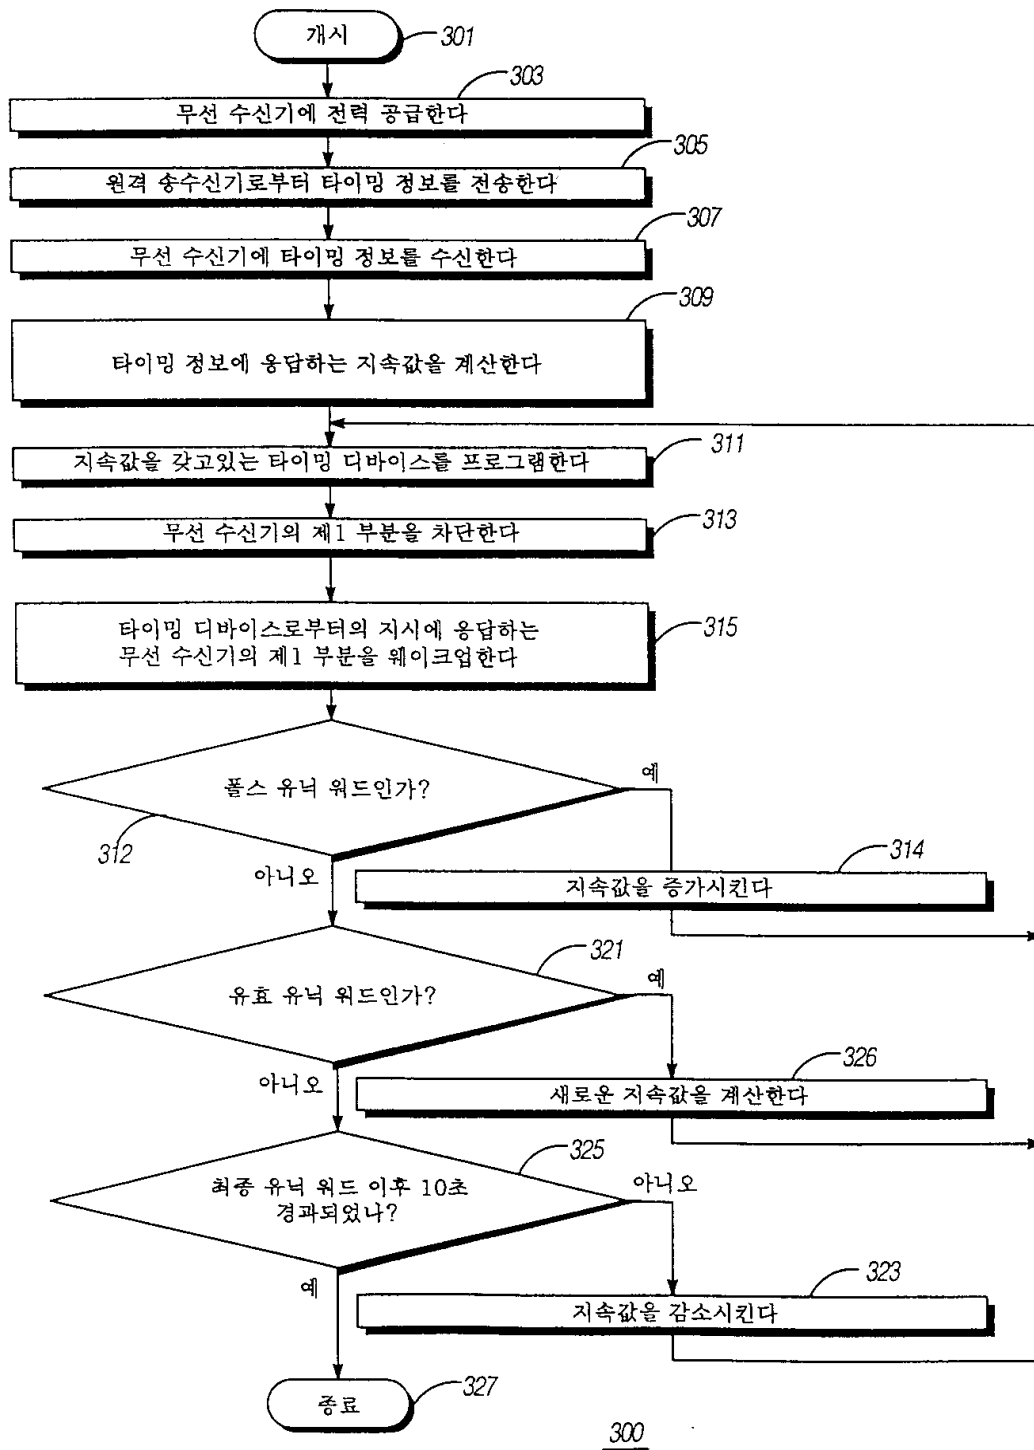 개시
301
303
무선 수신기에 전력 공급한다
305
원격 송수신기로부터 타이밍 정보를 전송한다
307
무선 수신기에 타이밍 정보를 수신한다
309
타이밍 정보에 응답하는 지속값을 계산한다
311
지속값을 갖고있는 타이밍 디바이스를 프로그램한다
313
무선 수신기의 제1 부분을 차단한다
315
타이밍 디바이스로부터의 지시에 응답하는
무선 수신기의 제1 부분을 웨이크업한다
폴스 유닉 워드인가?
예
312
아니오
314
지속값을 증가시킨다
321
유효 유닉 워드인가?
예
아니오
326
새로운 지속값을 계산한다
325
최종 유닉 워드 이후 10초
경과되었나?
아니오
예
323
지속값을 감소시킨다
종료
327
300